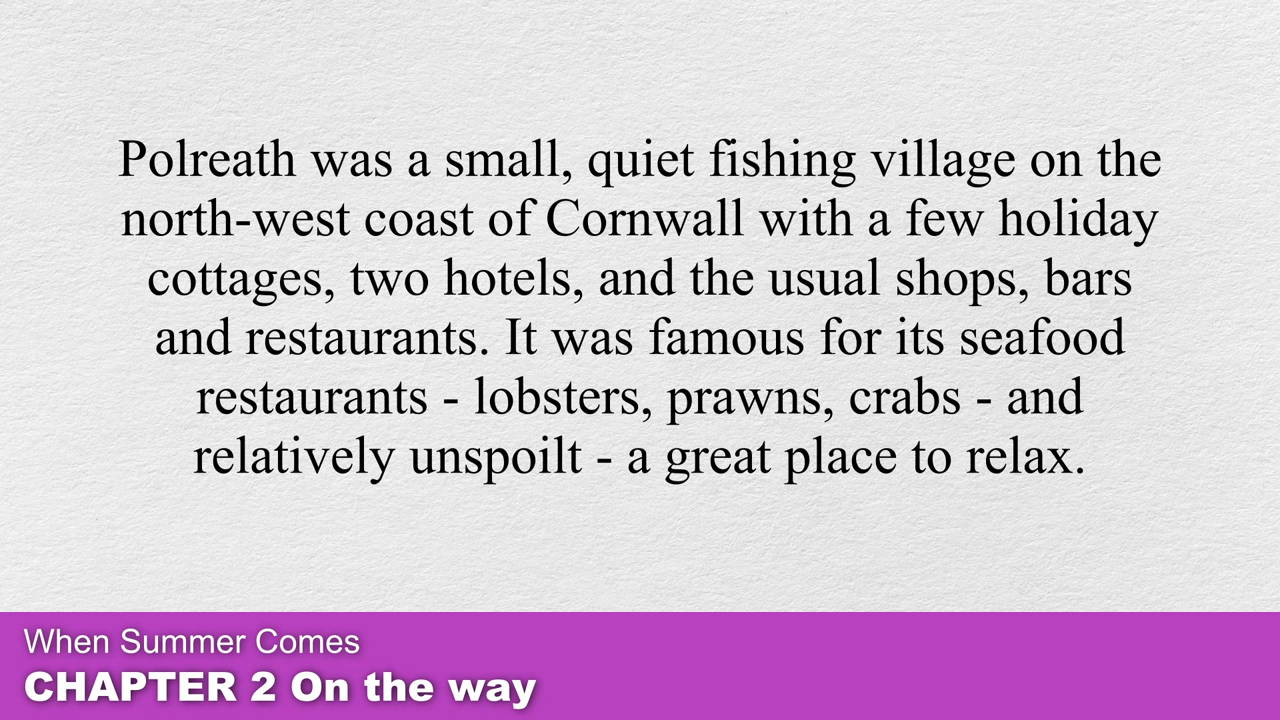 Polreath was a small, quiet fishing village on the
north-west coast of Cornwall with a few holiday
cottages, two hotels, and the usual shops, bars
and restaurants. It was famous for its seafood
restaurants - lobsters, prawns, crabs - and
relatively unspoilt - a great place to relax.
When Summer Comes
CHAPTER 2 On the way